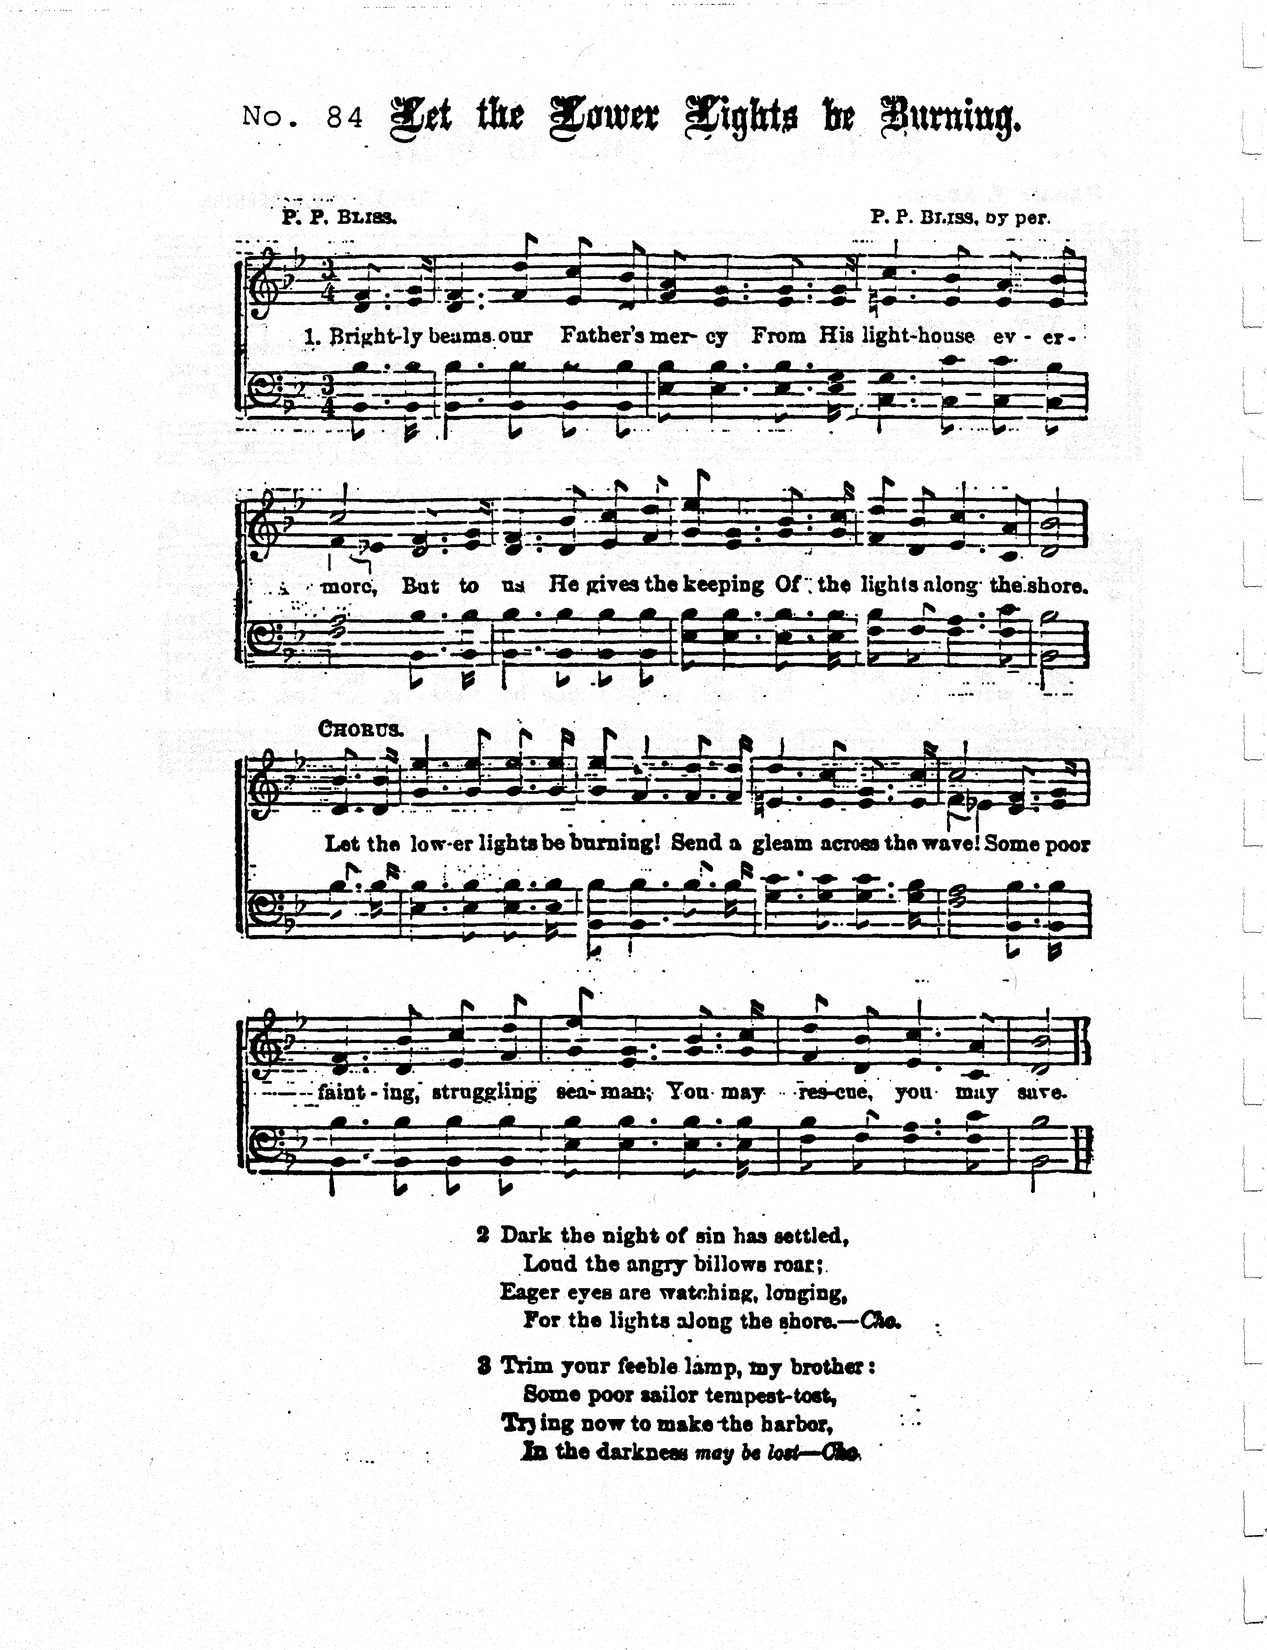 No. 84 Let the Lower Lights be Burning.
P. P. BLISS. P. P. BLISS, by per.
1. Bright-ly beams our Father's mer- cy From His light-house ev - er-
more, But to us He gives the keeping Of the lights along the shore.
CHORUS.
Let the low-er lights be burning! Send a gleam across the wave! Some poor
faint - ing, struggling sea- man; You may res-cue, you may save.
2 Dark the night of sin has settled,
Loud the angry billows roar;
Eager eyes are watching, longing,
For the lights along the shore.—Cho.
3 Trim your feeble lamp, my brother:
Some poor sailor tempest-tost,
Trying now to make the harbor,
In the darkness may be lost—Cho.